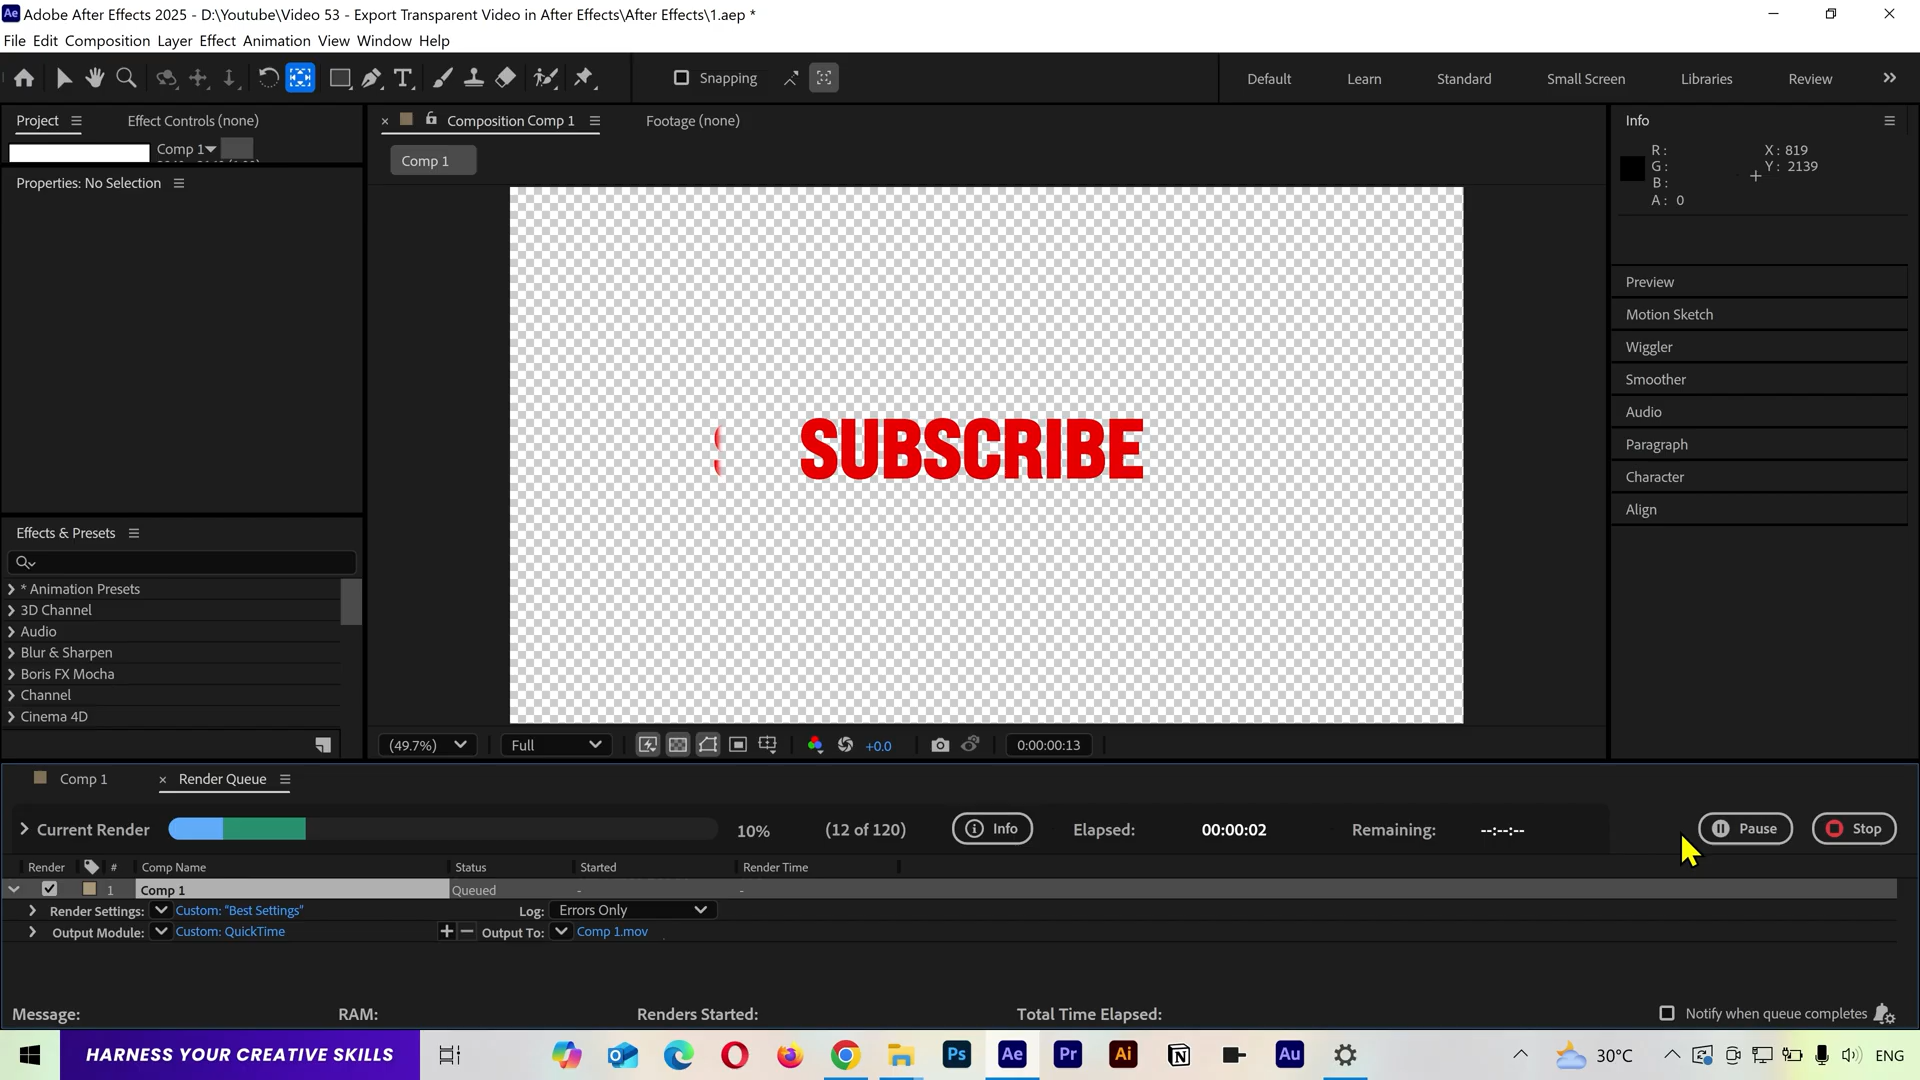 Ae Adobe After Effects 2025 - D:\Youtube\Video 53 - Export Transparent Video in After Effects\After Effects\1.aep *
File Edit Composition Layer Effect Animation View Window Help
Snapping
Default Learn Standard Small Screen Libraries Review
Project Effect Controls (none)
Composition Comp 1
Footage (none)
Info
Comp 1
Comp 1
R :
G :
B :
A : 0
X : 819
Y : 2139
Properties: No Selection
Preview
Motion Sketch
Wiggler
Smoother
Audio
Paragraph
Character
Align
SUBSCRIBE
Effects & Presets
* Animation Presets
3D Channel
Audio
Blur & Sharpen
Boris FX Mocha
Channel
Cinema 4D
(49.7%) Full +0.0 0:00:00:13
Comp 1 Render Queue
Current Render 10% (12 of 120) Info Elapsed: 00:00:02 Remaining: --:--:-- Pause Stop
Render # Comp Name Status Started Render Time
1 Comp 1 Queued - -
Render Settings: Custom: "Best Settings" Log: Errors Only
Output Module: Custom: QuickTime Output To: Comp 1.mov
Message: RAM: Renders Started: Total Time Elapsed: Notify when queue completes
HARNESS YOUR CREATIVE SKILLS Ps Ae Pr Ai Au 30°C ENG